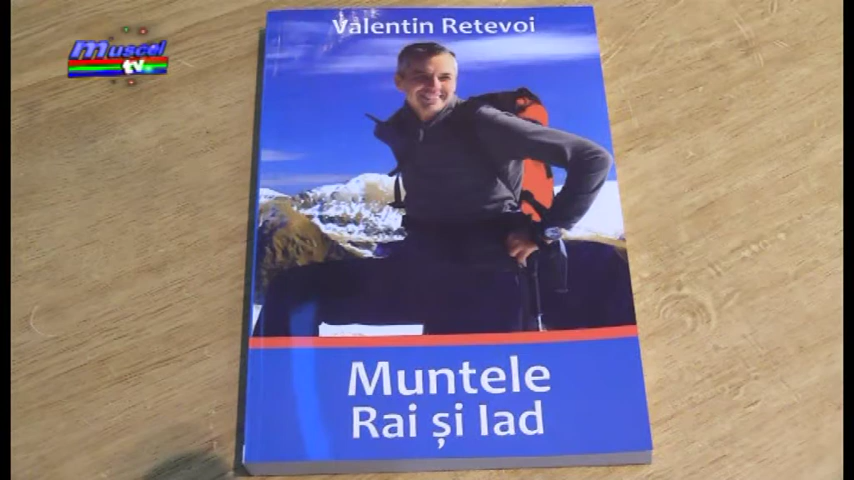 Muscel
tv
Valentin Retevoi
Muntele
Rai și Iad